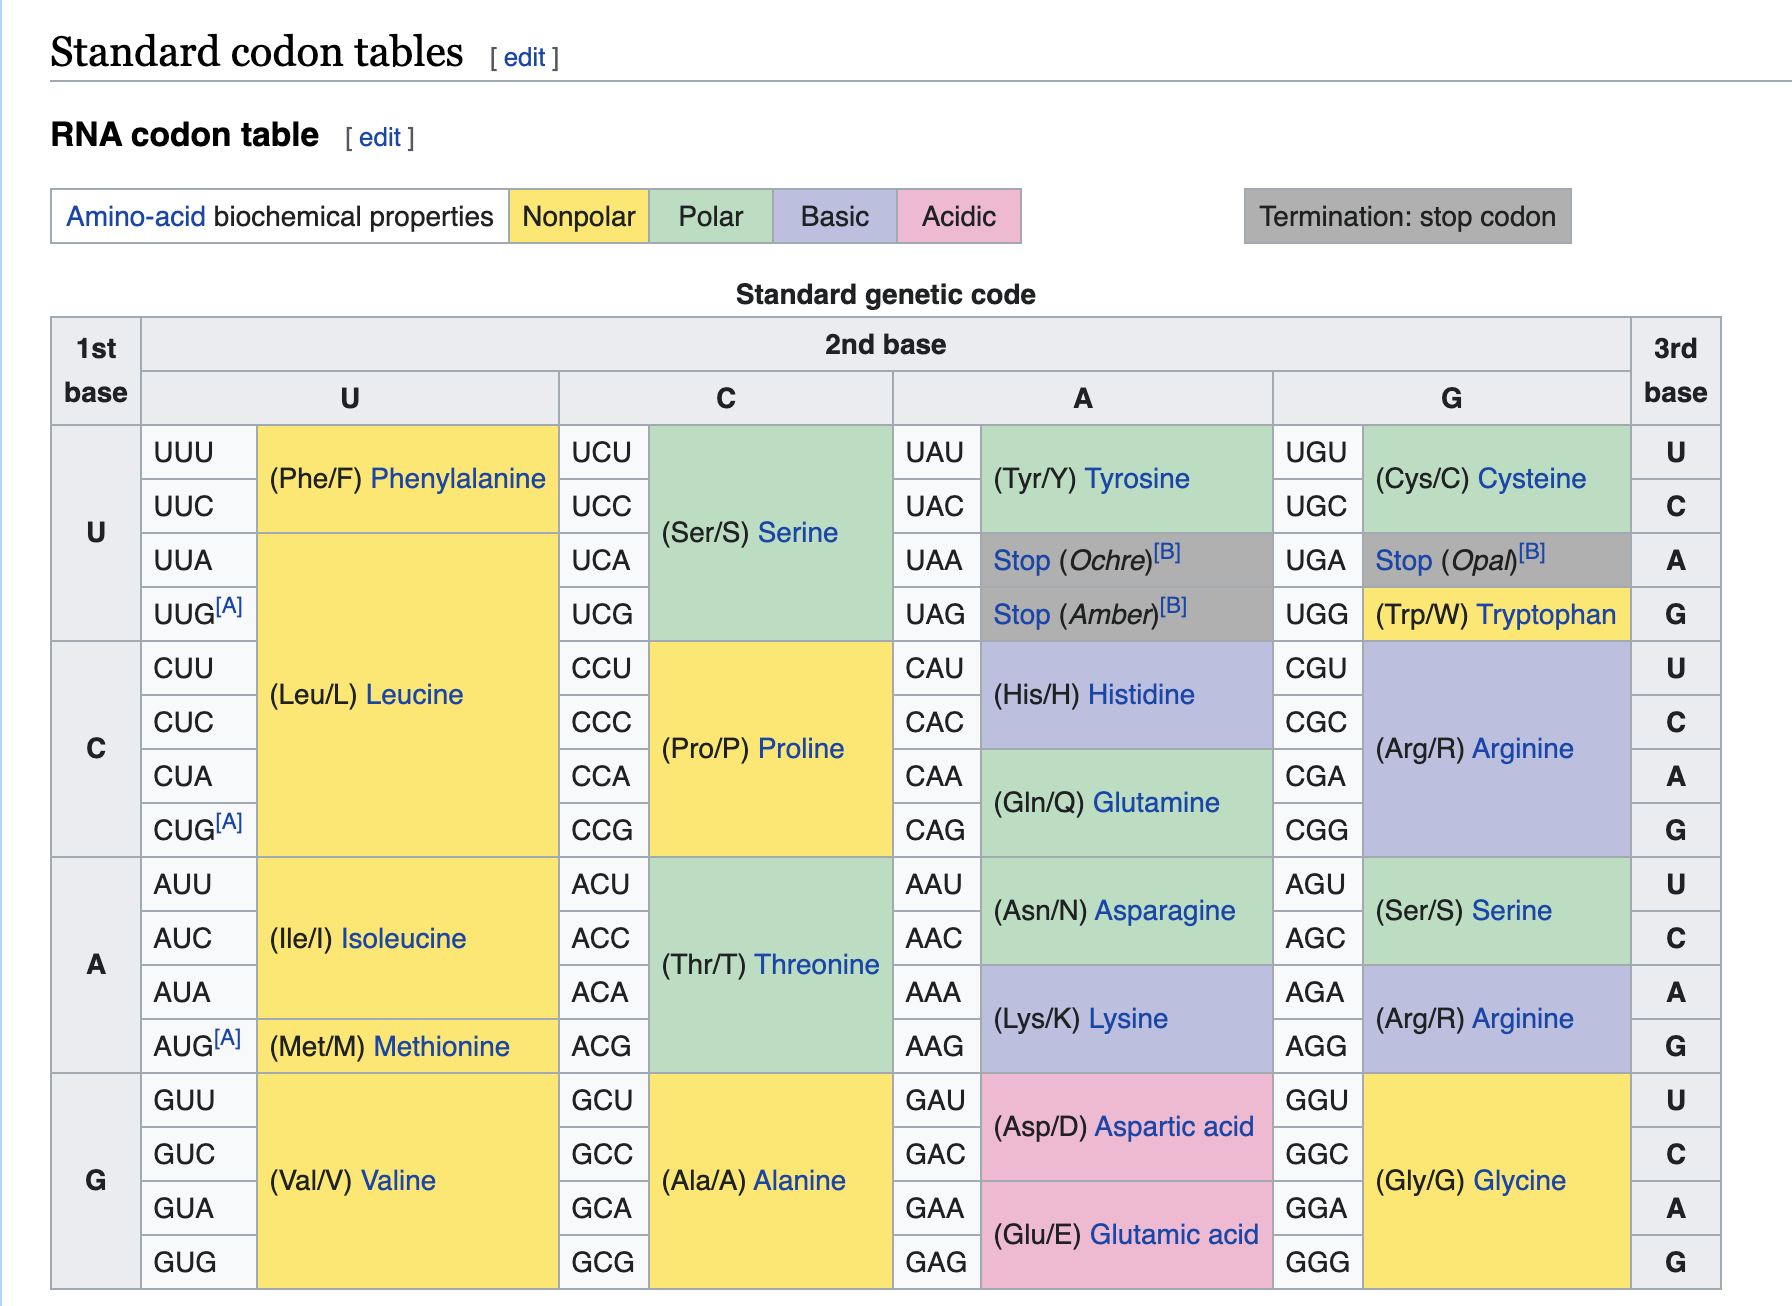 Standard codon tables [ edit ]
RNA codon table [ edit ]
Amino-acid biochemical properties Nonpolar Polar Basic Acidic Termination: stop codon
Standard genetic code
1st base 2nd base 3rd base
U C A G
U UUU (Phe/F) Phenylalanine UCU (Ser/S) Serine UAU (Tyr/Y) Tyrosine UGU (Cys/C) Cysteine U
UUC UCC UAC UGC C
UUA (Leu/L) Leucine UCA UAA Stop (Ochre)[B] UGA Stop (Opal)[B] A
UUG[A] UCG UAG Stop (Amber)[B] UGG (Trp/W) Tryptophan G
C CUU CCU (Pro/P) Proline CAU (His/H) Histidine CGU (Arg/R) Arginine U
CUC CCC CAC CGC C
CUA CCA CAA (Gln/Q) Glutamine CGA A
CUG[A] CCG CAG CGG G
A AUU (Ile/I) Isoleucine ACU (Thr/T) Threonine AAU (Asn/N) Asparagine AGU (Ser/S) Serine U
AUC ACC AAC AGC C
AUA ACA AAA (Lys/K) Lysine AGA (Arg/R) Arginine A
AUG[A] (Met/M) Methionine ACG AAG AGG G
G GUU (Val/V) Valine GCU (Ala/A) Alanine GAU (Asp/D) Aspartic acid GGU (Gly/G) Glycine U
GUC GCC GAC GGC C
GUA GCA GAA (Glu/E) Glutamic acid GGA A
GUG GCG GAG GGG G